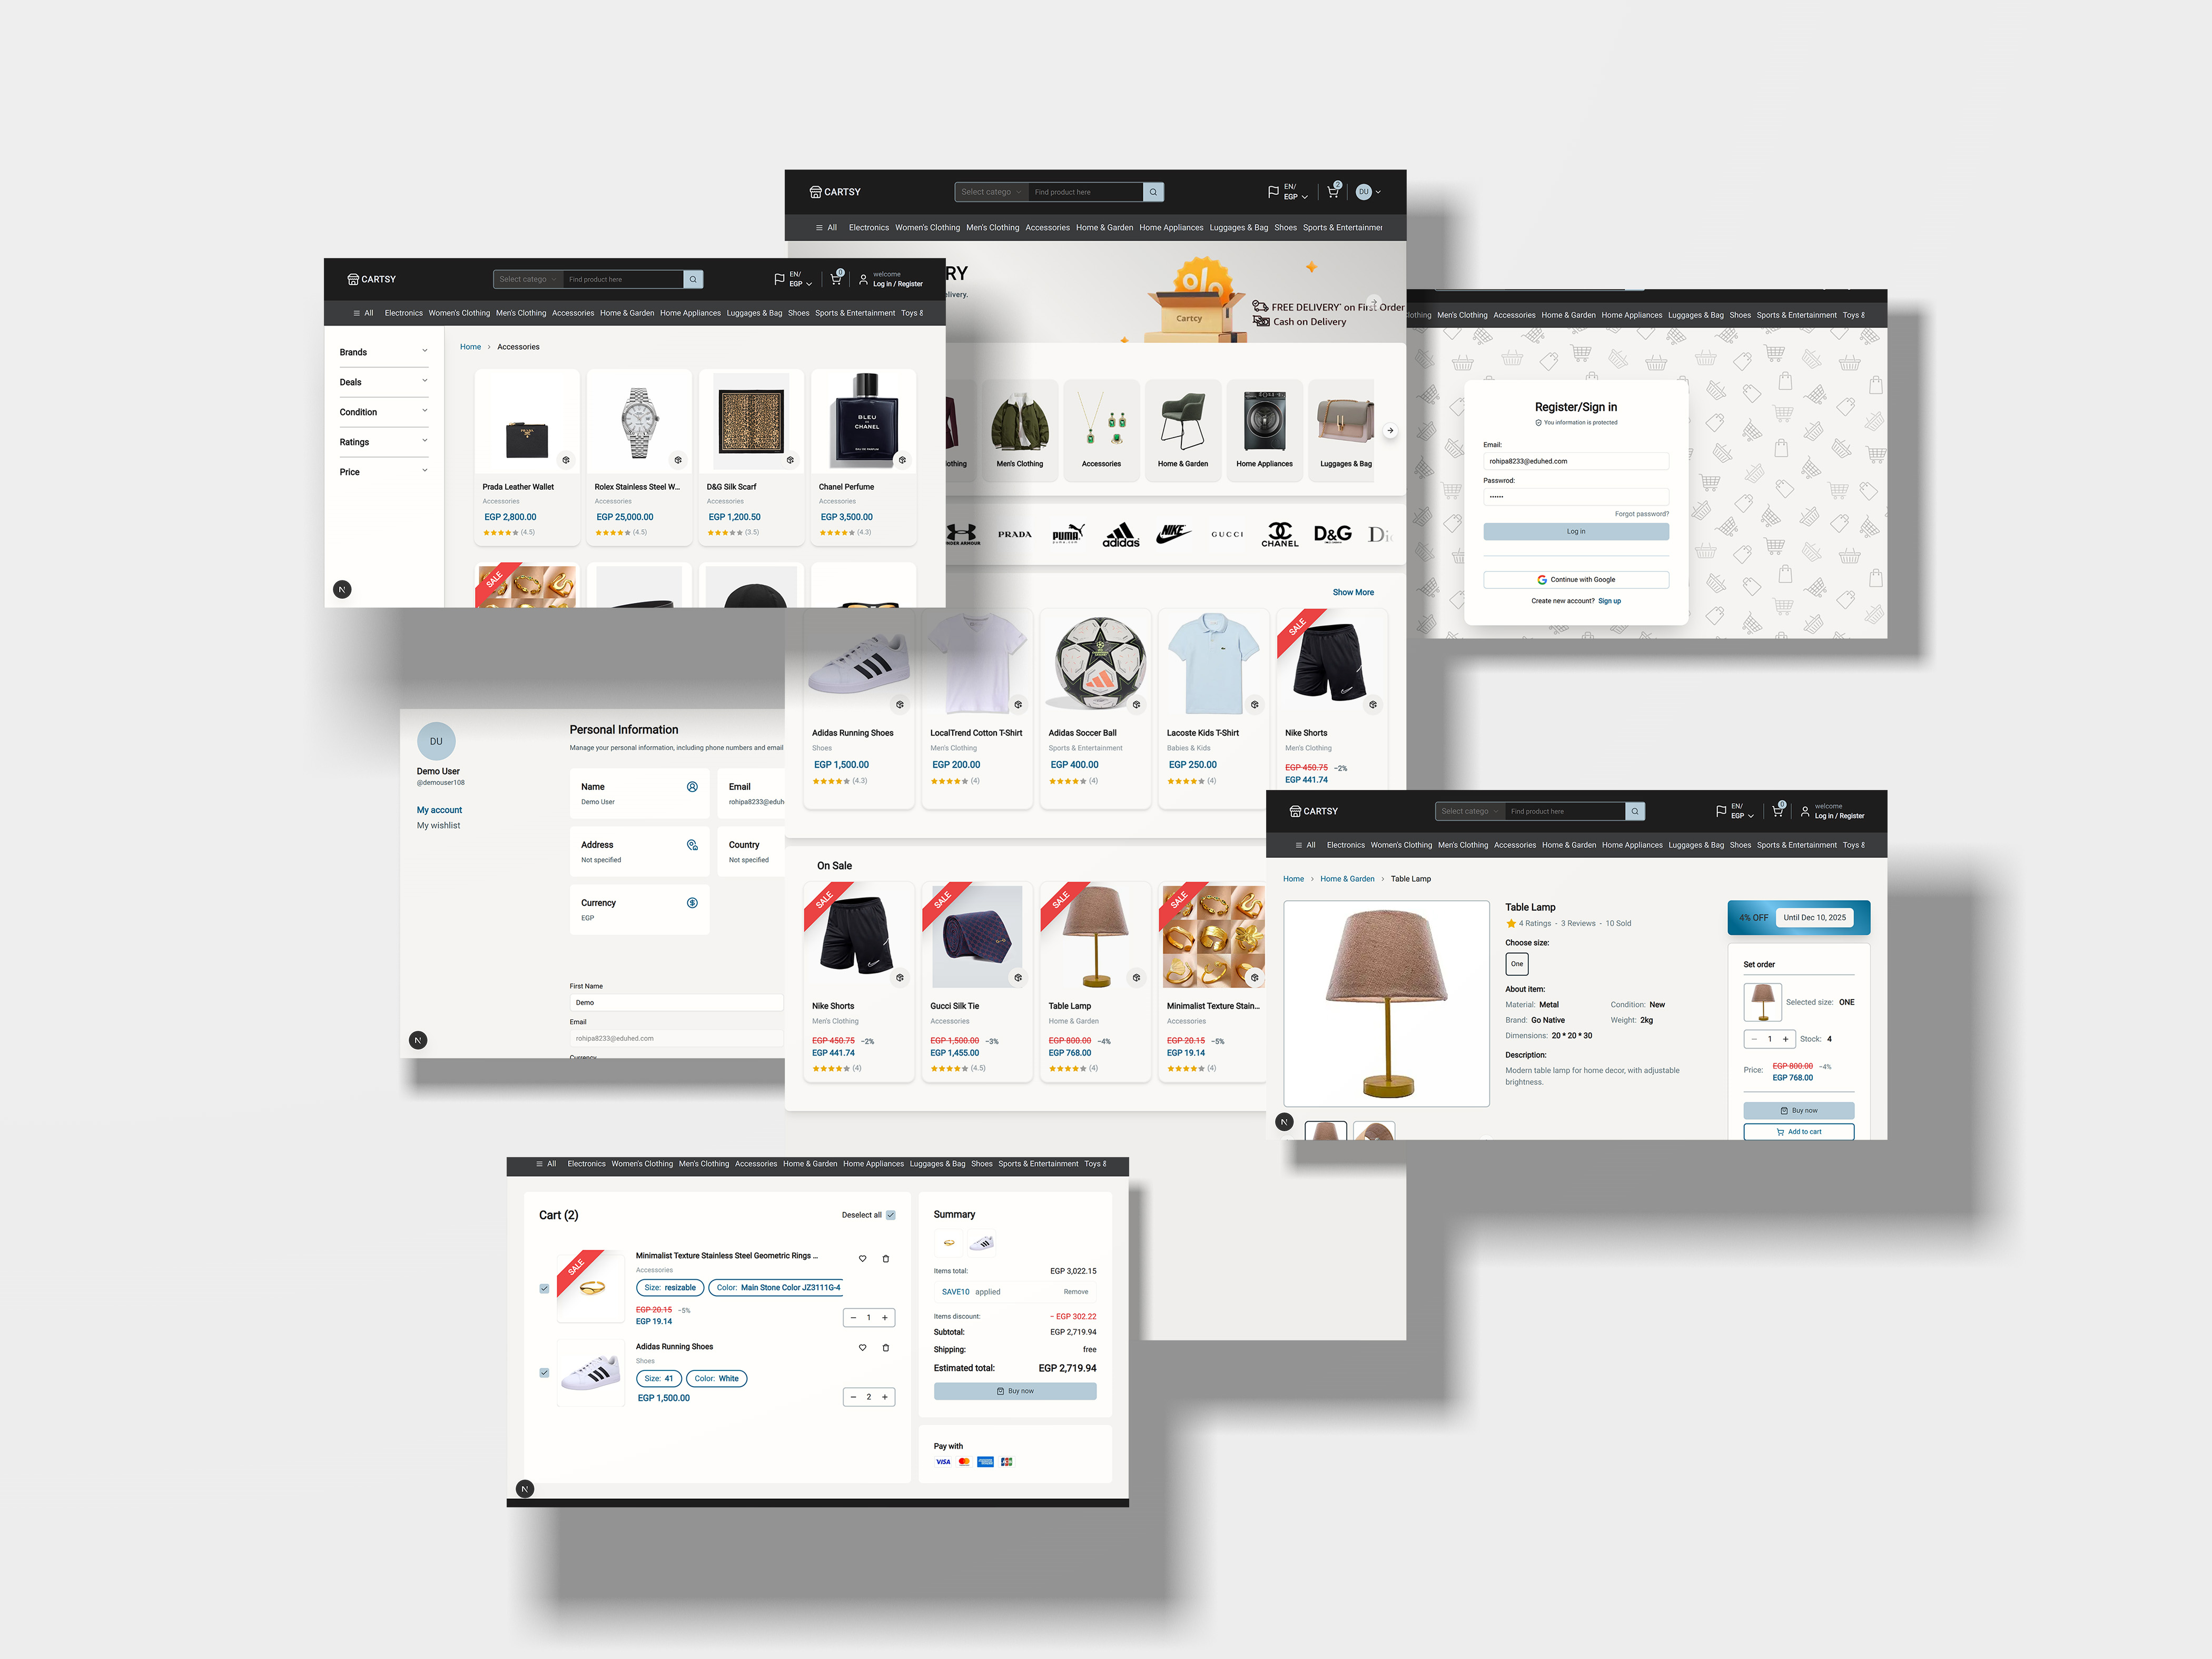 CARTSY
Select catego
Find product here
EN/
EGP
2
DU
All Electronics Women's Clothing Men's Clothing Accessories Home & Garden Home Appliances Luggages & Bag Shoes Sports & Entertainmer
RY
elivery.
%
Cartcy
FREE DELIVERY* on First Order
Cash on Delivery
lothing
Men's Clothing
Accessories
Home & Garden
Home Appliances
Luggages & Bag
NDER ARMOUR
PRADA
PUMA
adidas
NIKE
GUCCI
CHANEL
D&G
Di
Show More
SALE
Adidas Running Shoes
Shoes
EGP 1,500.00
(4.3)
LocalTrend Cotton T-Shirt
Men's Clothing
EGP 200.00
(4)
Adidas Soccer Ball
Sports & Entertainment
EGP 400.00
(4)
Lacoste Kids T-Shirt
Babies & Kids
EGP 250.00
(4)
Nike Shorts
Men's Clothing
EGP 450.75 -2%
EGP 441.74
On Sale
SALE
Nike Shorts
Men's Clothing
EGP 450.75 -2%
EGP 441.74
(4)
SALE
Gucci Silk Tie
Accessories
EGP 1,500.00 -3%
EGP 1,455.00
(4.5)
SALE
Table Lamp
Home & Garden
EGP 800.00 -4%
EGP 768.00
(4)
SALE
Minimalist Texture Stain...
Accessories
EGP 20.15 -5%
EGP 19.14
(4)
CARTSY
Select catego
Find product here
EN/
EGP
0
welcome
Log in / Register
All Electronics Women's Clothing Men's Clothing Accessories Home & Garden Home Appliances Luggages & Bag Shoes Sports & Entertainment Toys &
Brands
Deals
Condition
Ratings
Price
Home > Accessories
PRADA
Prada Leather Wallet
Accessories
EGP 2,800.00
(4.5)
Rolex Stainless Steel W...
Accessories
EGP 25,000.00
(4.5)
D&G Silk Scarf
Accessories
EGP 1,200.50
(3.5)
BLEU
DE
CHANEL
Chanel Perfume
Accessories
EGP 3,500.00
(4.3)
SALE
N
lothing Men's Clothing Accessories Home & Garden Home Appliances Luggages & Bag Shoes Sports & Entertainment Toys &
Register/Sign in
You information is protected
Email:
rohipa8233@eduhed.com
Passwrod:
Forgot password?
Log in
Continue with Google
Create new account? Sign up
DU
Demo User
@demouser108
My account
My wishlist
Personal Information
Manage your personal information, including phone numbers and email
Name
Demo User
Email
rohipa8233@eduh
Address
Not specified
Country
Not specified
Currency
EGP
First Name
Demo
Email
rohipa8233@eduhed.com
Currency
N
CARTSY
Select catego
Find product here
EN/
EGP
0
welcome
Log in / Register
All Electronics Women's Clothing Men's Clothing Accessories Home & Garden Home Appliances Luggages & Bag Shoes Sports & Entertainment Toys &
Home > Home & Garden > Table Lamp
Table Lamp
4 Ratings - 3 Reviews - 10 Sold
Choose size:
One
About item:
Material: Metal
Condition: New
Brand: Go Native
Weight: 2kg
Dimensions: 20 * 20 * 30
Description:
Modern table lamp for home decor, with adjustable
brightness.
4% OFF
Until Dec 10, 2025
Set order
Selected size: ONE
− 1 +
Stock: 4
Price:
EGP 800.00 -4%
EGP 768.00
Buy now
Add to cart
N
All Electronics Women's Clothing Men's Clothing Accessories Home & Garden Home Appliances Luggages & Bag Shoes Sports & Entertainment Toys &
Cart (2)
Deselect all
SALE
Minimalist Texture Stainless Steel Geometric Rings ...
Accessories
Size: resizable
Color: Main Stone Color JZ3111G-4
EGP 20.15 -5%
EGP 19.14
− 1 +
Adidas Running Shoes
Shoes
Size: 41
Color: White
EGP 1,500.00
− 2 +
Summary
Items total: EGP 3,022.15
SAVE10 applied Remove
Items discount: - EGP 302.22
Subtotal: EGP 2,719.94
Shipping: free
Estimated total: EGP 2,719.94
Buy now
Pay with
VISA
N